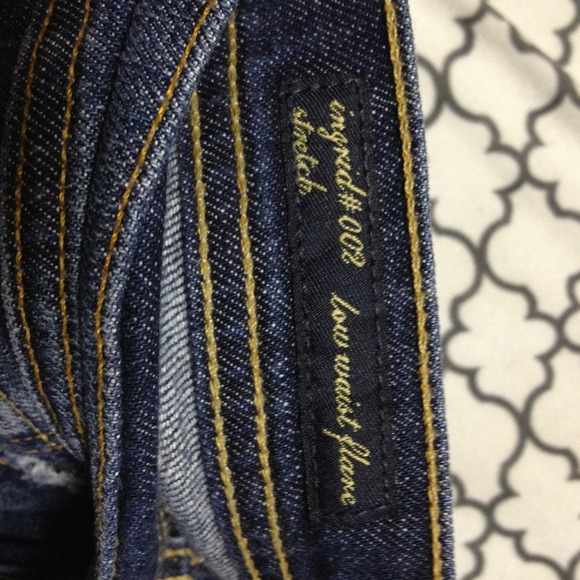 ingrid# 002 low waist flare
stretch